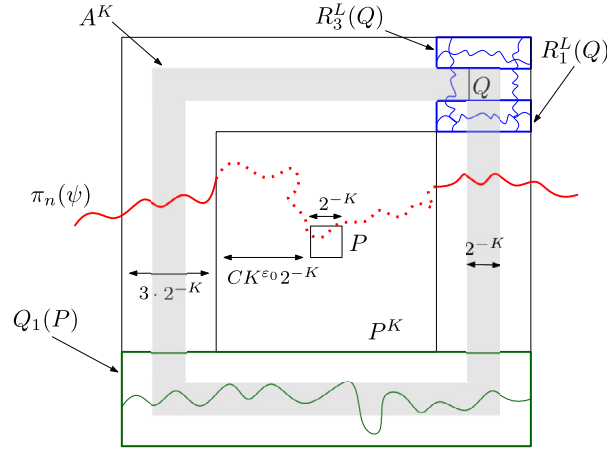 A^K
R_3^L(Q)
R_1^L(Q)
Q
π_n(ψ)
2^{-K}
P
2^{-K}
CK^{ε_0}2^{-K}
3 · 2^{-K}
Q_1(P)
P^K